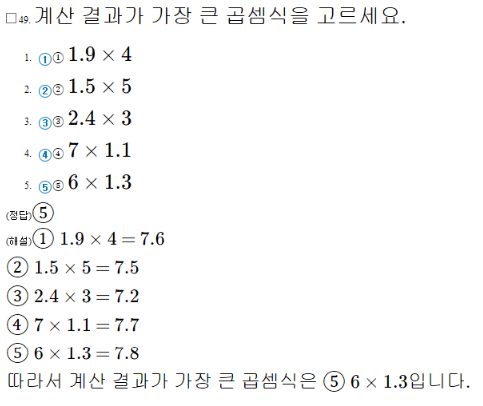 □ 49. 계산 결과가 가장 큰 곱셈식을 고르세요.
1. ①① 1.9 × 4
2. ②② 1.5 × 5
3. ③③ 2.4 × 3
4. ④④ 7 × 1.1
5. ⑤⑤ 6 × 1.3
(정답)⑤
(해설)① 1.9 × 4 = 7.6
② 1.5 × 5 = 7.5
③ 2.4 × 3 = 7.2
④ 7 × 1.1 = 7.7
⑤ 6 × 1.3 = 7.8
따라서 계산 결과가 가장 큰 곱셈식은 ⑤ 6 × 1.3입니다.